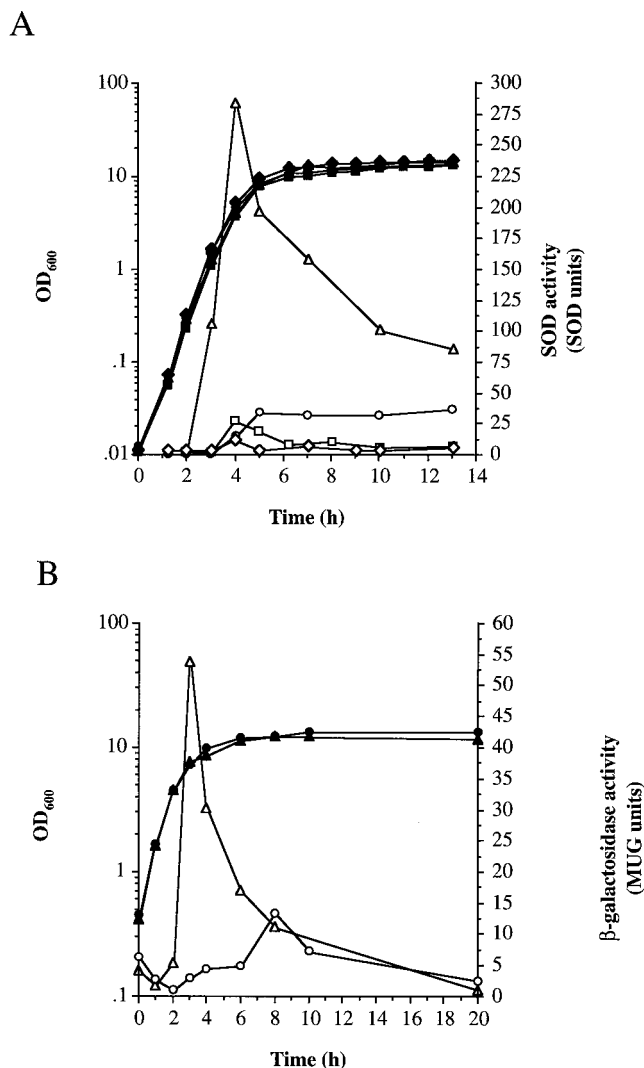 A
100
10
1
.1
.01
OD600
300
275
250
225
200
175
150
125
100
75
50
25
0
SOD activity
(SOD units)
0 2 4 6 8 10 12 14
Time (h)
B
100
10
1
.1
OD600
60
55
50
45
40
35
30
25
20
15
10
5
0
β-galactosidase activity
(MUG units)
0 2 4 6 8 10 12 14 16 18 20
Time (h)